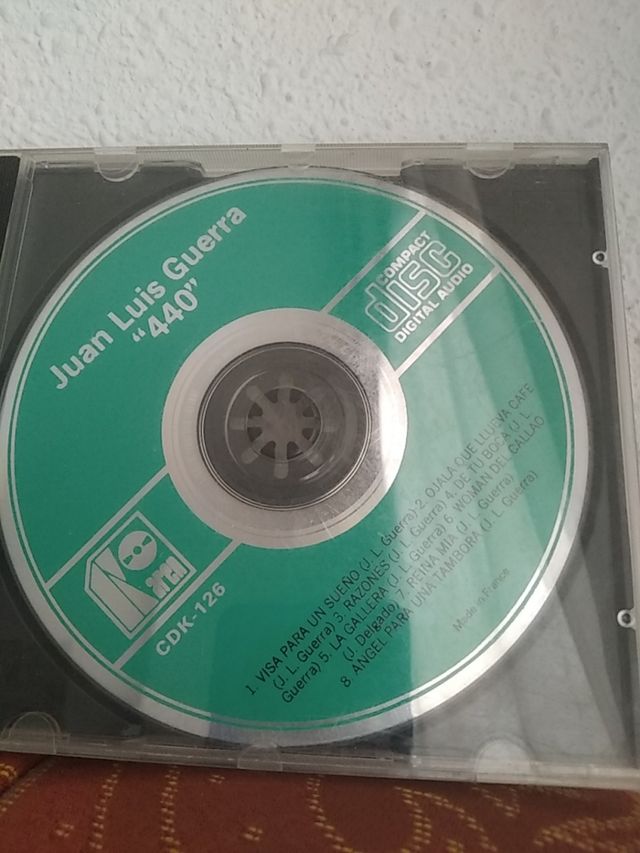 Juan Luis Guerra
"440"
COMPACT
disc
DIGITAL AUDIO
Karen
CDK-126
1. VISA PARA UN SUEÑO (J. L. Guerra) 2. OJALA QUE LLUEVA CAFE
(J. L. Guerra) 3. RAZONES (J. L. Guerra) 4. DE TU BOCA (J. L.
Guerra) 5. LA GALLERA (J. L. Guerra) 6. WOMAN DEL CALLAO
(J. Delgado) 7. REINA MIA (J. L. Guerra)
8. ANGEL PARA UNA TAMBORA (J. L. Guerra)
Made in France